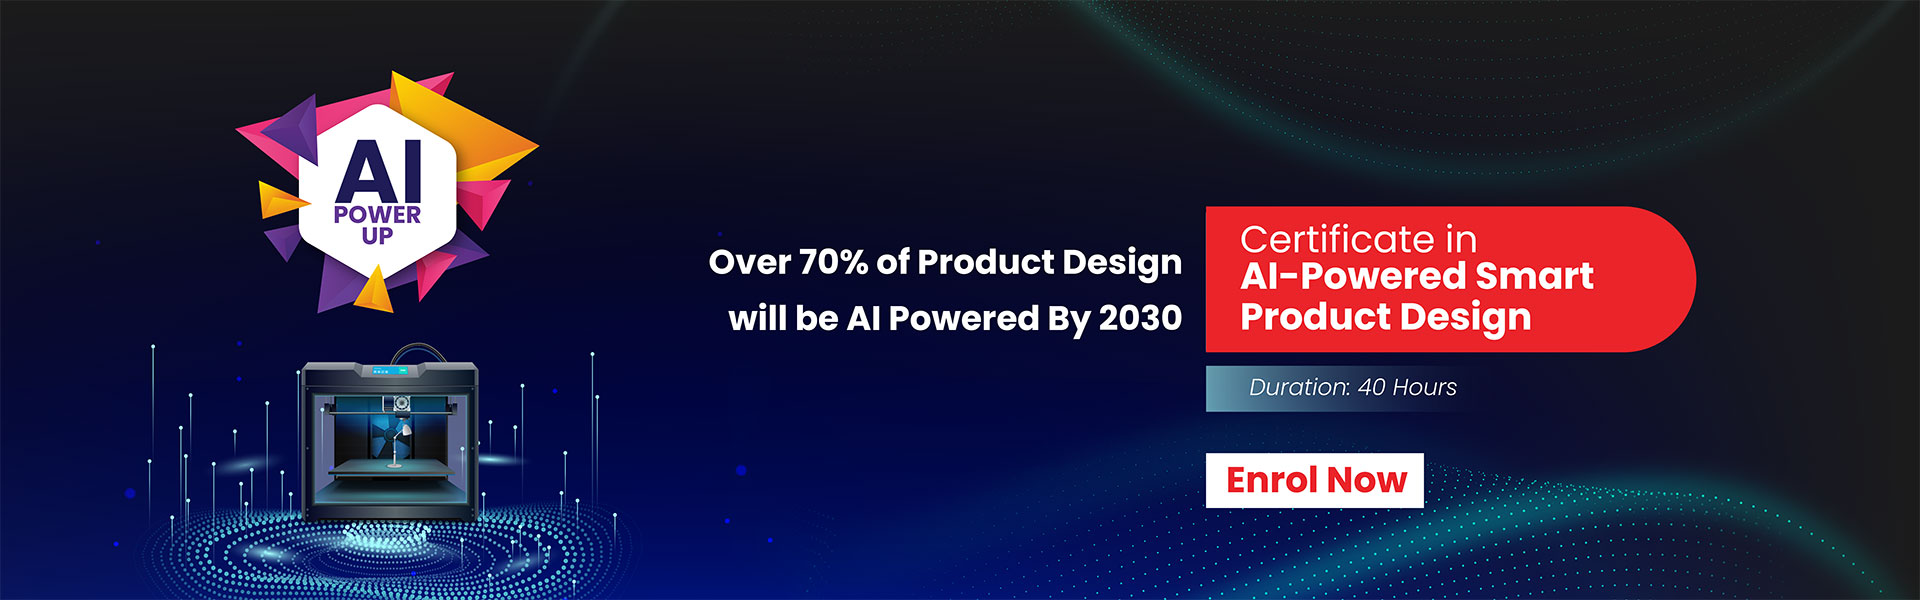 AI
POWER
UP
Over 70% of Product Design
will be AI Powered By 2030
Certificate in
AI-Powered Smart
Product Design
Duration: 40 Hours
Enrol Now